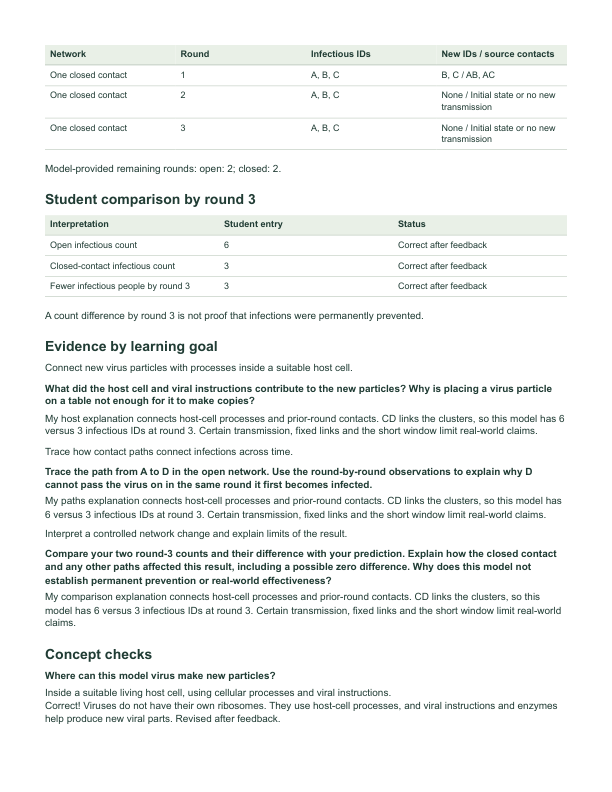 Network Round Infectious IDs New IDs / source contacts
One closed contact 1 A, B, C B, C / AB, AC
One closed contact 2 A, B, C None / Initial state or no new
transmission
One closed contact 3 A, B, C None / Initial state or no new
transmission
Model-provided remaining rounds: open: 2; closed: 2.
Student comparison by round 3
Interpretation Student entry Status
Open infectious count 6 Correct after feedback
Closed-contact infectious count 3 Correct after feedback
Fewer infectious people by round 3 3 Correct after feedback
A count difference by round 3 is not proof that infections were permanently prevented.
Evidence by learning goal
Connect new virus particles with processes inside a suitable host cell.
What did the host cell and viral instructions contribute to the new particles? Why is placing a virus particle
on a table not enough for it to make copies?
My host explanation connects host-cell processes and prior-round contacts. CD links the clusters, so this model has 6
versus 3 infectious IDs at round 3. Certain transmission, fixed links and the short window limit real-world claims.
Trace how contact paths connect infections across time.
Trace the path from A to D in the open network. Use the round-by-round observations to explain why D
cannot pass the virus on in the same round it first becomes infected.
My paths explanation connects host-cell processes and prior-round contacts. CD links the clusters, so this model has
6 versus 3 infectious IDs at round 3. Certain transmission, fixed links and the short window limit real-world claims.
Interpret a controlled network change and explain limits of the result.
Compare your two round-3 counts and their difference with your prediction. Explain how the closed contact
and any other paths affected this result, including a possible zero difference. Why does this model not
establish permanent prevention or real-world effectiveness?
My comparison explanation connects host-cell processes and prior-round contacts. CD links the clusters, so this
model has 6 versus 3 infectious IDs at round 3. Certain transmission, fixed links and the short window limit real-world
claims.
Concept checks
Where can this model virus make new particles?
Inside a suitable living host cell, using cellular processes and viral instructions.
Correct! Viruses do not have their own ribosomes. They use host-cell processes, and viral instructions and enzymes
help produce new viral parts. Revised after feedback.